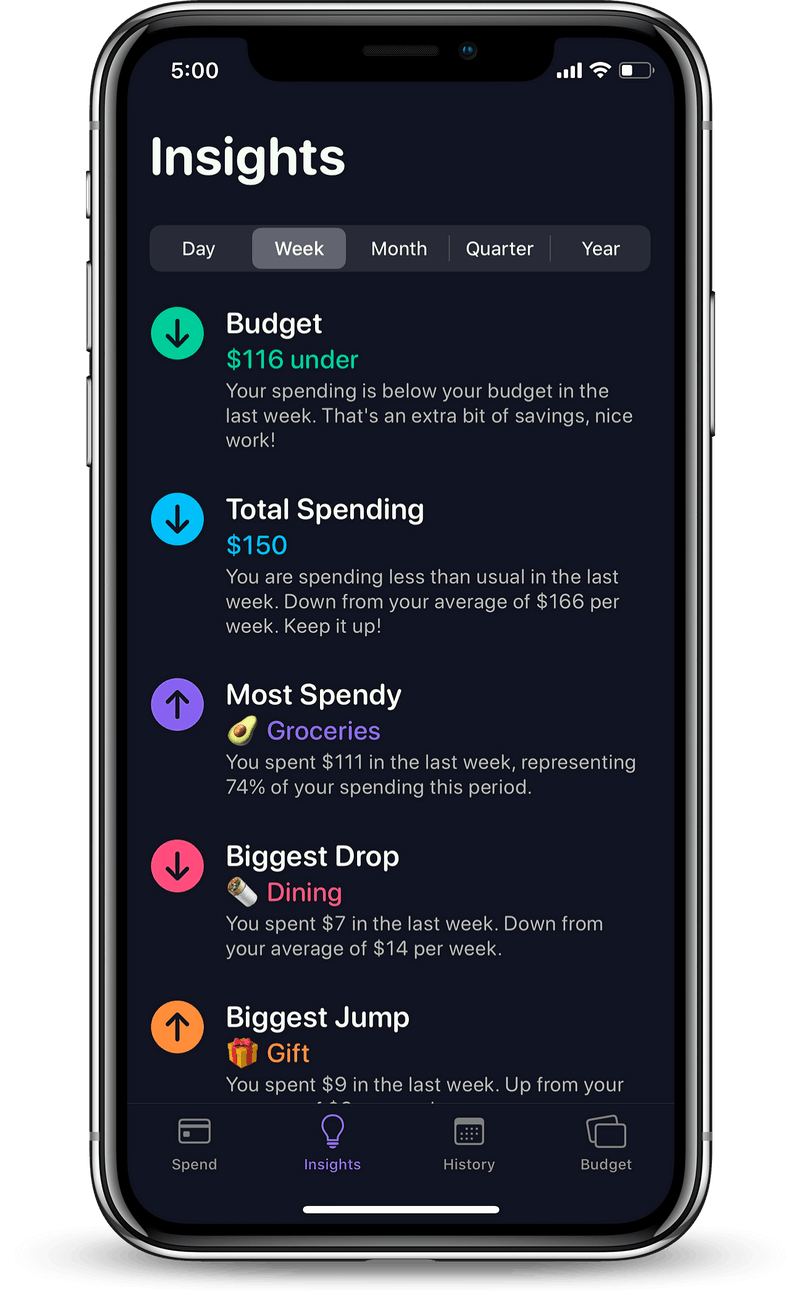 5:00
Insights
Day Week Month Quarter Year
Budget
$116 under
Your spending is below your budget in the
last week. That's an extra bit of savings, nice
work!
Total Spending
$150
You are spending less than usual in the last
week. Down from your average of $166 per
week. Keep it up!
Most Spendy
🥑 Groceries
You spent $111 in the last week, representing
74% of your spending this period.
Biggest Drop
🌯 Dining
You spent $7 in the last week. Down from
your average of $14 per week.
Biggest Jump
🎁 Gift
You spent $9 in the last week. Up from your
Spend Insights History Budget